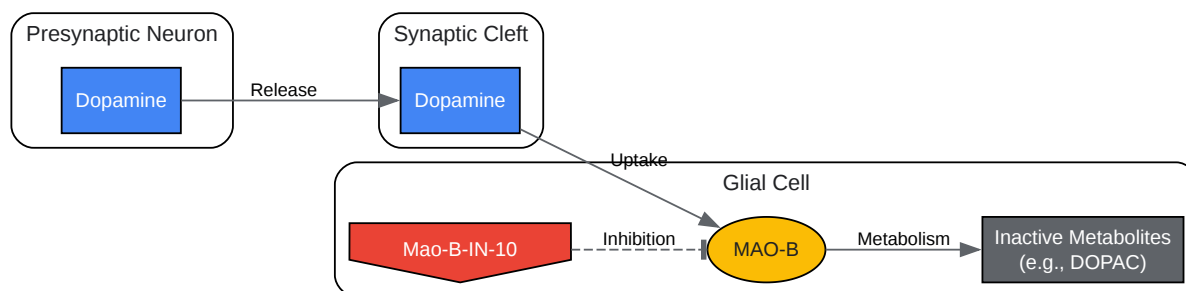 Presynaptic Neuron
Synaptic Cleft
Dopamine
Release
Dopamine
Uptake
Glial Cell
Mao-B-IN-10
Inhibition
MAO-B
Metabolism
Inactive Metabolites
(e.g., DOPAC)